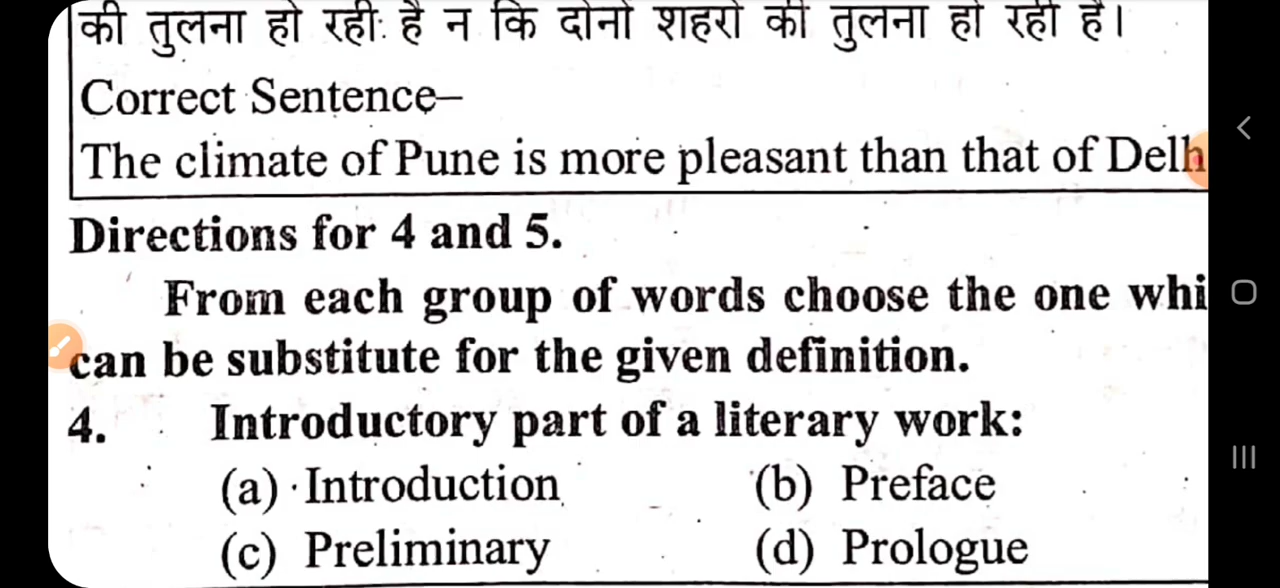 की तुलना हो रही: है न कि दोनों शहरों की तुलना हो रही है।
Correct Sentence–
The climate of Pune is more pleasant than that of Delh
Directions for 4 and 5.
From each group of words choose the one whi
can be substitute for the given definition.
4. Introductory part of a literary work:
(a) Introduction (b) Preface
(c) Preliminary (d) Prologue